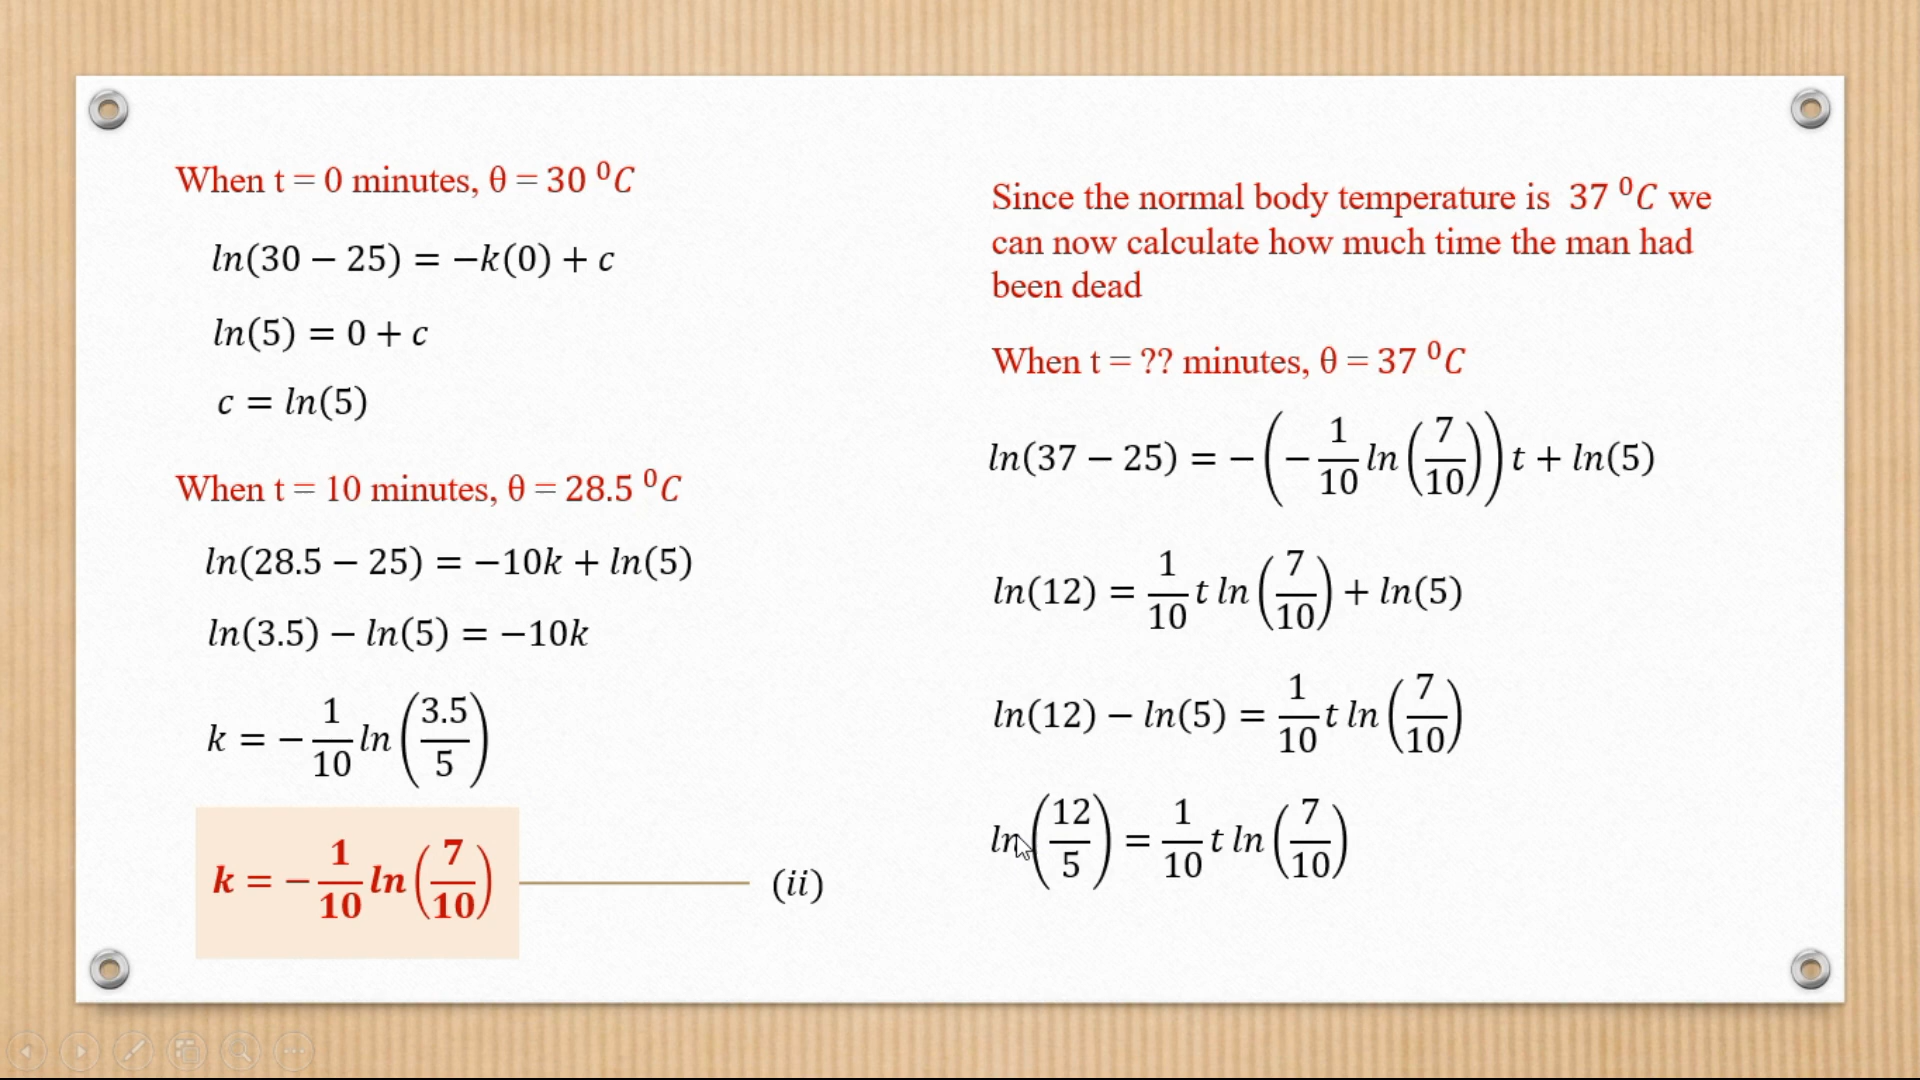 When t = 0 minutes, θ = 30 ⁰C
ln(30 − 25) = −k(0) + c
ln(5) = 0 + c
c = ln(5)
When t = 10 minutes, θ = 28.5 ⁰C
ln(28.5 − 25) = −10k + ln(5)
ln(3.5) − ln(5) = −10k
k = − 1/10 ln (3.5/5)
k = − 1/10 ln (7/10) (ii)
Since the normal body temperature is 37 ⁰C we
can now calculate how much time the man had
been dead
When t = ?? minutes, θ = 37 ⁰C
ln(37 − 25) = − (− 1/10 ln (7/10)) t + ln(5)
ln(12) = 1/10 t ln (7/10) + ln(5)
ln(12) − ln(5) = 1/10 t ln (7/10)
ln (12/5) = 1/10 t ln (7/10)